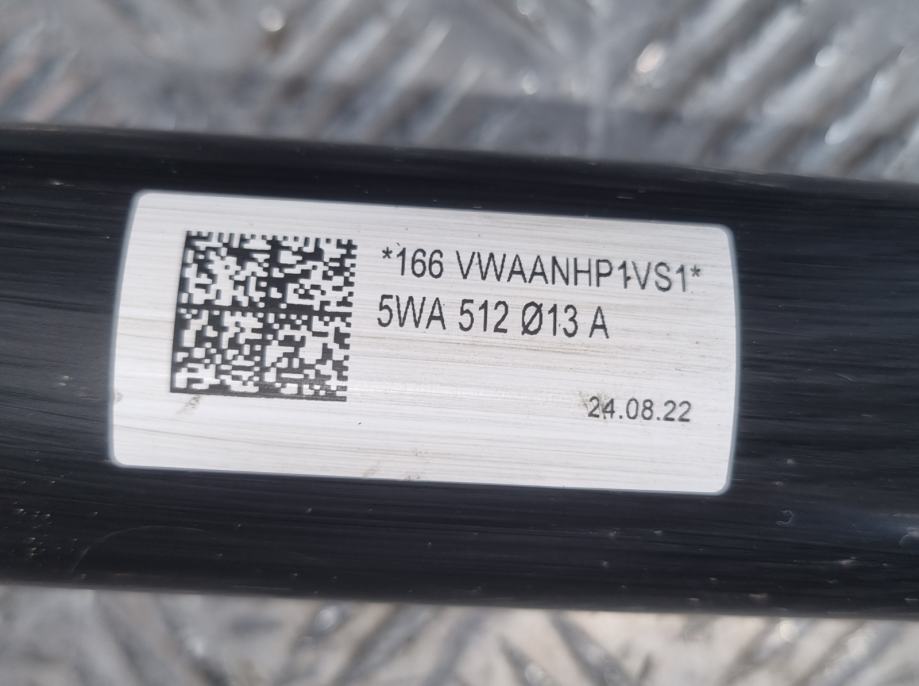 *166 VWAANHP1VS1*
5WA 512 Ø13 A
24.08.22